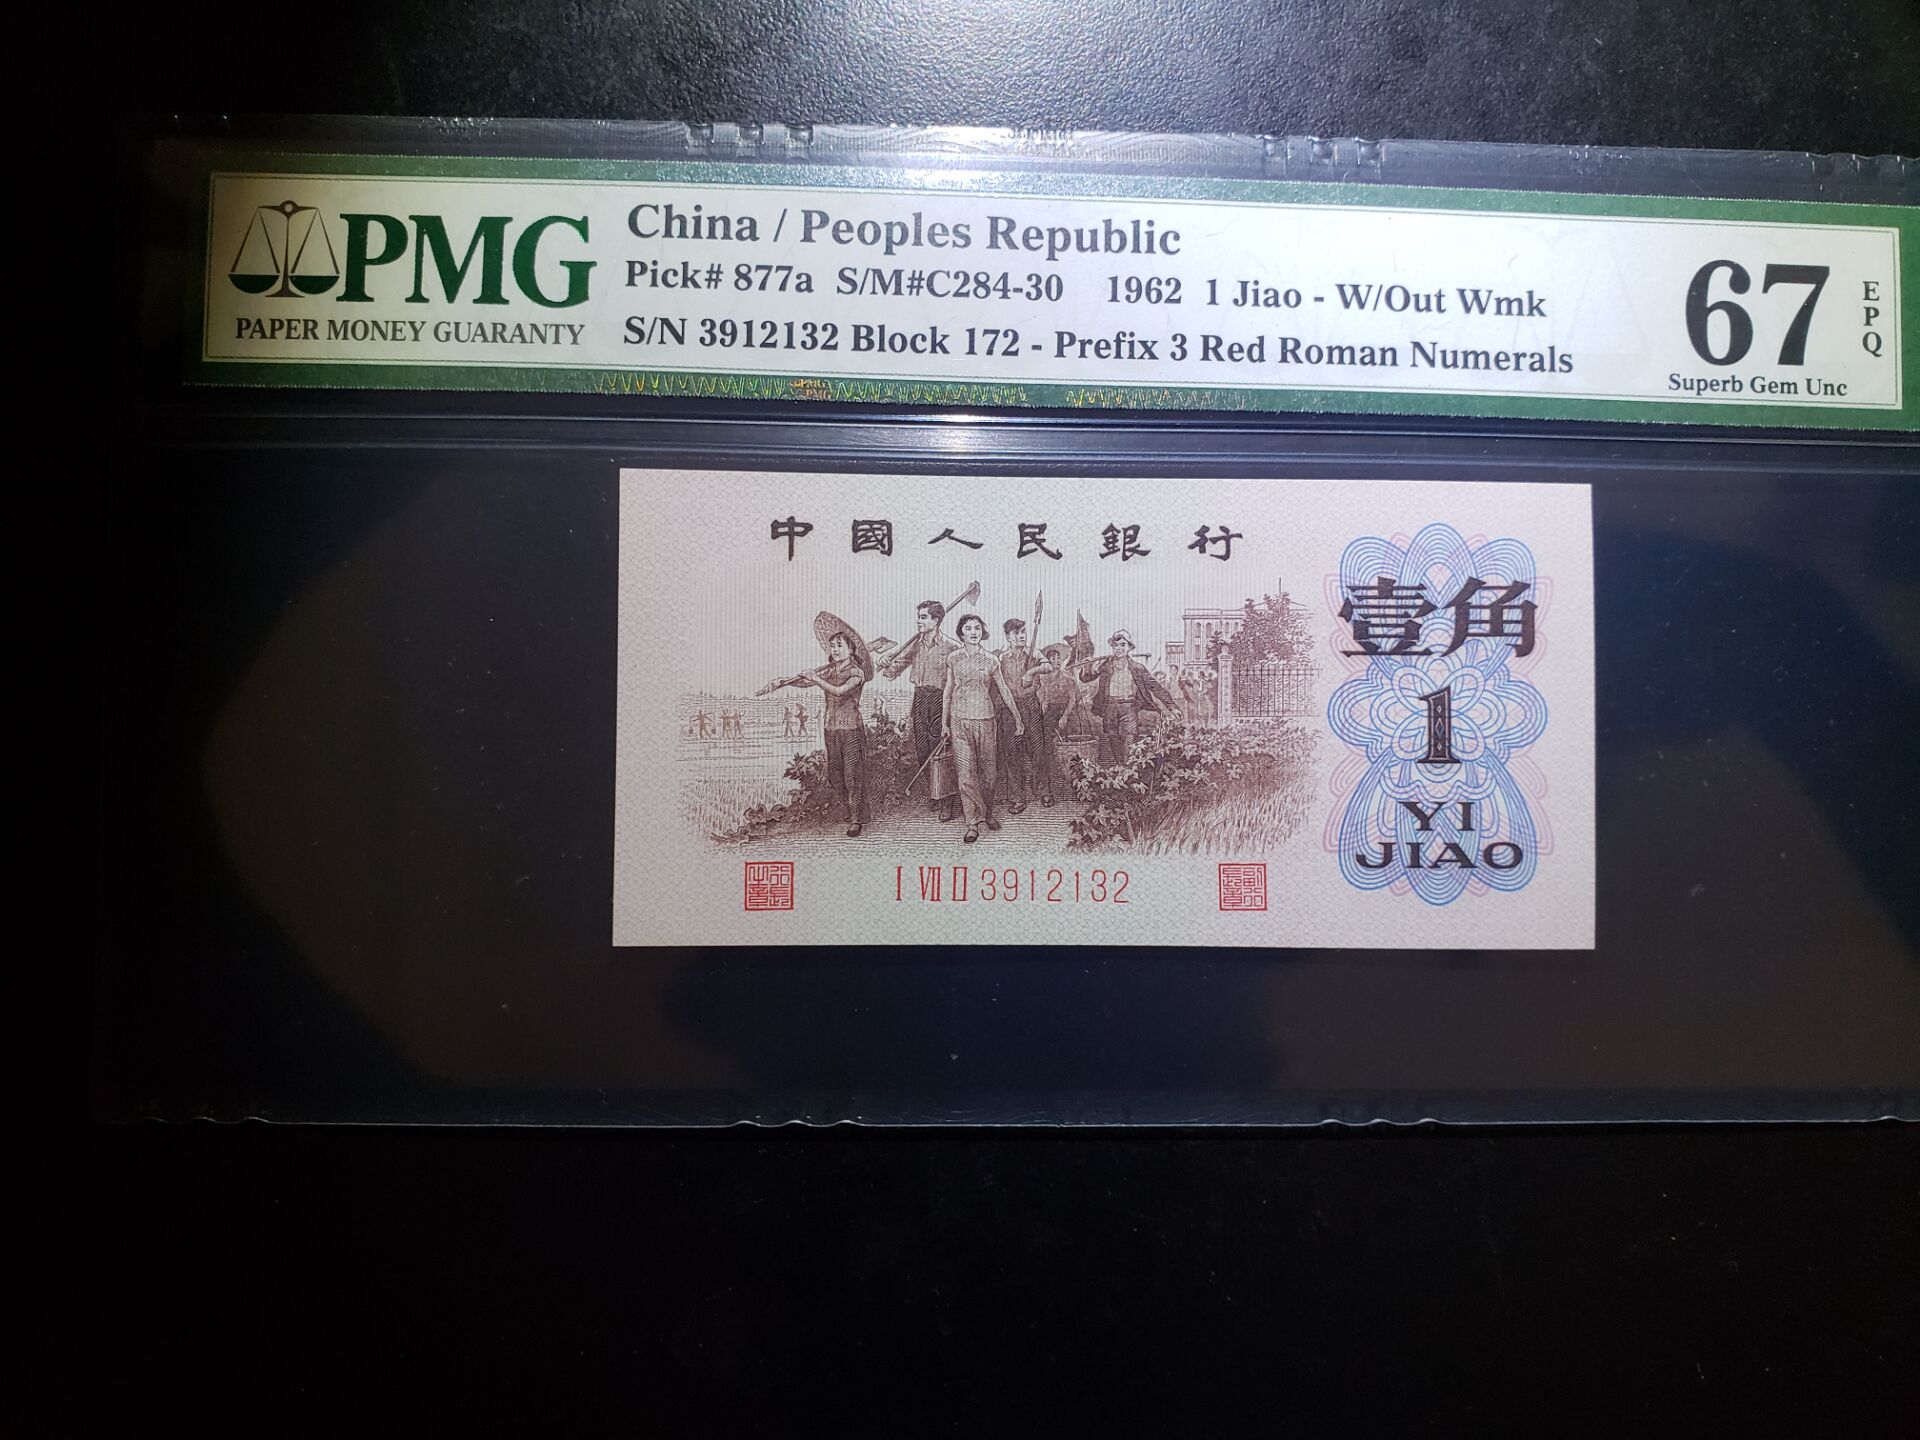 PMG
PAPER MONEY GUARANTY
China / Peoples Republic
Pick# 877a S/M#C284-30 1962 1 Jiao - W/Out Wmk
S/N 3912132 Block 172 - Prefix 3 Red Roman Numerals
67
Superb Gem Unc
EPQ
PMG
PMG
中國人民銀行
壹角
1
YI
JIAO
I VII II 3912132